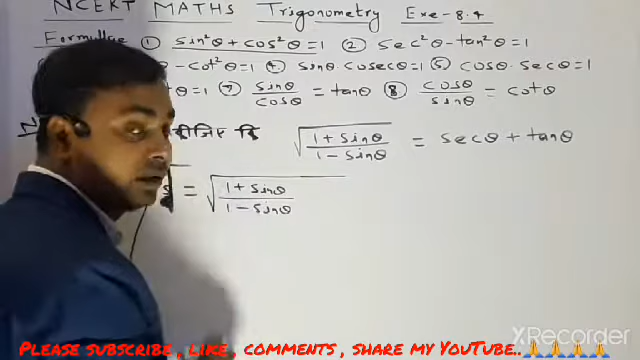 NCERT MATHS Trigonometry Exe-8.4
Formullae ① sin²θ + cos²θ = 1 ② sec²θ - tan²θ = 1
- cot²θ = 1 ④ sinθ. cosecθ = 1 ⑤ cosθ. secθ = 1
θ = 1 ⑦ sinθ/cosθ = tanθ ⑧ cosθ/sinθ = cotθ
कि √(1 + sinθ/1 - sinθ) = secθ + tanθ
= √(1 + sinθ/1 - sinθ)
XRecorder
PLEASE SUBSCRIBE , LIKE , COMMENTS , SHARE MY YOUTUBE..🙏🙏🙏🙏